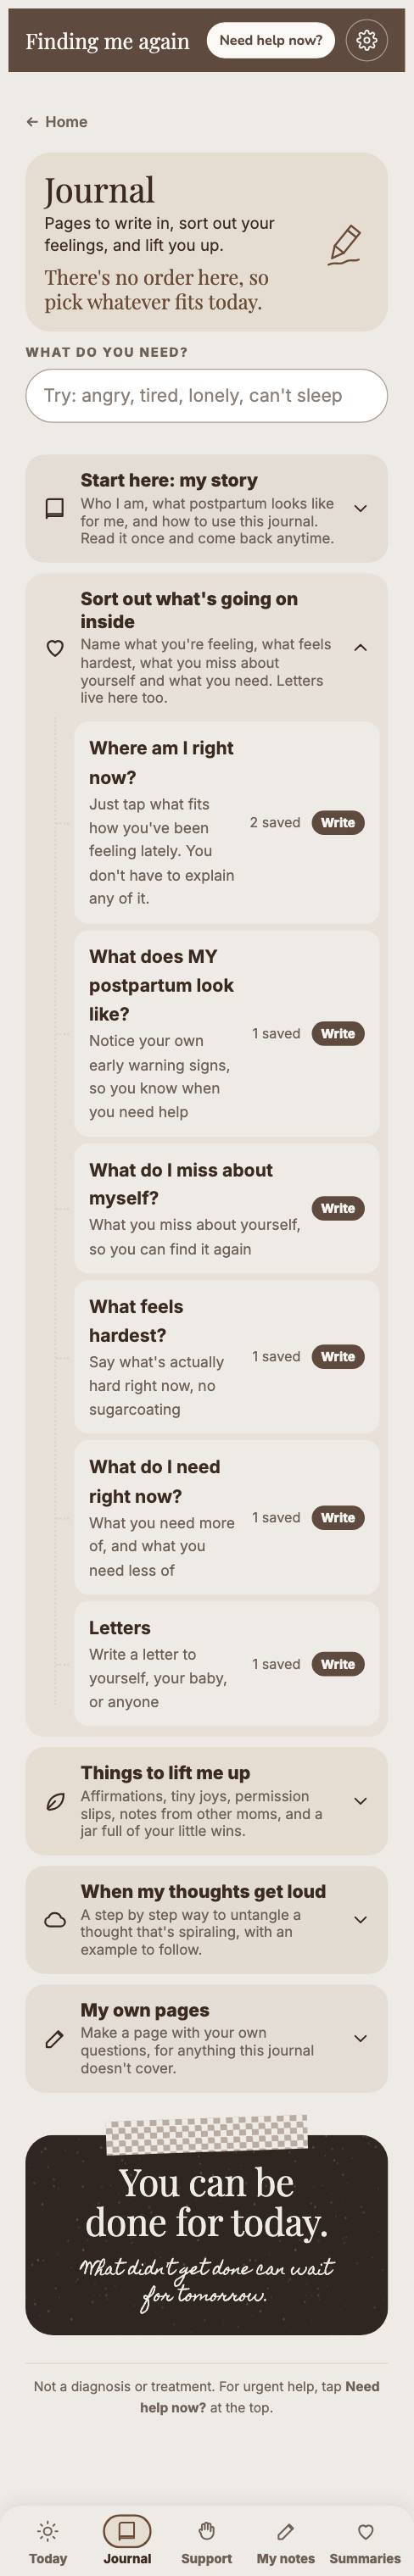 Finding me again
Need help now?
← Home
Journal
Pages to write in, sort out your
feelings, and lift you up.
There's no order here, so
pick whatever fits today.
WHAT DO YOU NEED?
Try: angry, tired, lonely, can't sleep
Start here: my story
Who I am, what postpartum looks like
for me, and how to use this journal.
Read it once and come back anytime.
Sort out what's going on
inside
Name what you're feeling, what feels
hardest, what you miss about
yourself and what you need. Letters
live here too.
Where am I right
now?
Just tap what fits
how you've been
feeling lately. You
don't have to explain
any of it.
2 saved
Write
What does MY
postpartum look
like?
Notice your own
early warning signs,
so you know when
you need help
1 saved
Write
What do I miss about
myself?
What you miss about yourself,
so you can find it again
Write
What feels
hardest?
Say what's actually
hard right now, no
sugarcoating
1 saved
Write
What do I need
right now?
What you need more
of, and what you
need less of
1 saved
Write
Letters
Write a letter to
yourself, your baby,
or anyone
1 saved
Write
Things to lift me up
Affirmations, tiny joys, permission
slips, notes from other moms, and a
jar full of your little wins.
When my thoughts get loud
A step by step way to untangle a
thought that's spiraling, with an
example to follow.
My own pages
Make a page with your own
questions, for anything this journal
doesn't cover.
You can be
done for today.
What didn't get done can wait
for tomorrow.
Not a diagnosis or treatment. For urgent help, tap Need
help now? at the top.
Today
Journal
Support
My notes
Summaries